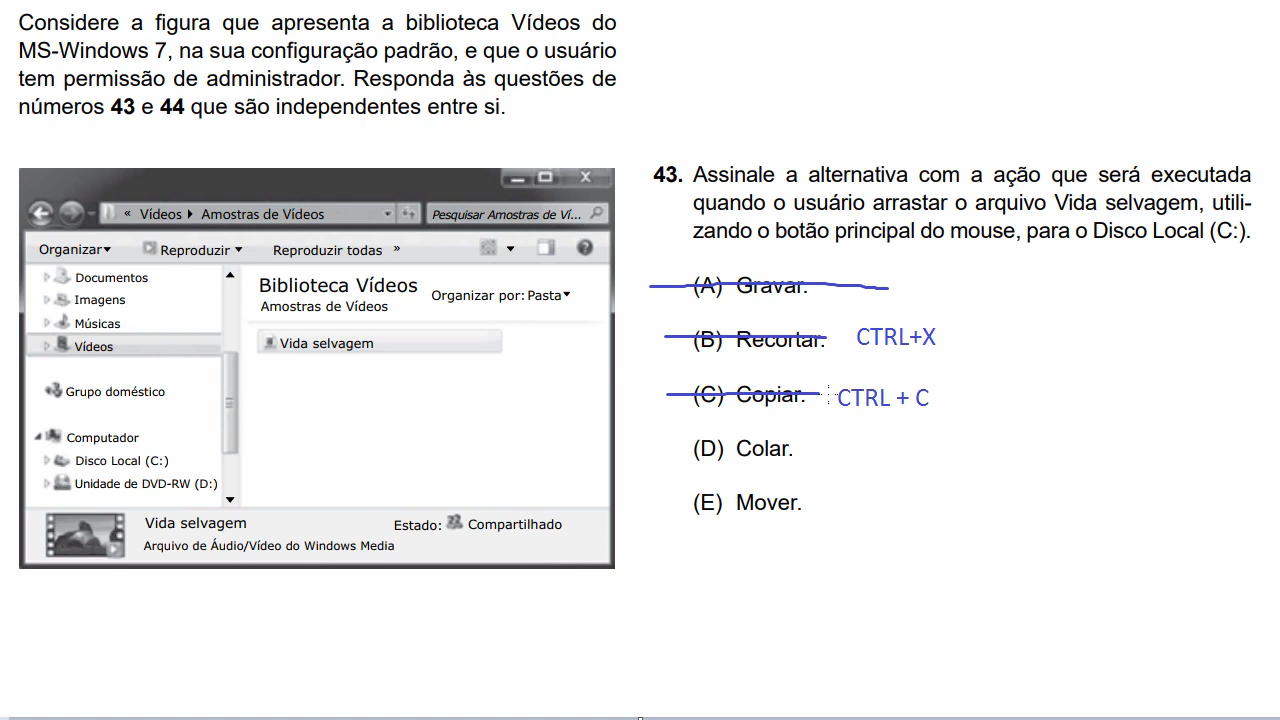 Considere a figura que apresenta a biblioteca Vídeos do
MS-Windows 7, na sua configuração padrão, e que o usuário
tem permissão de administrador. Responda às questões de
números 43 e 44 que são independentes entre si.
« Vídeos Amostras de Vídeos
Pesquisar Amostras de Ví...
Organizar Reproduzir Reproduzir todas »
Documentos
Imagens
Músicas
Vídeos
Grupo doméstico
Computador
Disco Local (C:)
Unidade de DVD-RW (D:)
Biblioteca Vídeos
Amostras de Vídeos
Organizar por: Pasta
Vida selvagem
Vida selvagem
Arquivo de Áudio/Vídeo do Windows Media
Estado: Compartilhado
43. Assinale a alternativa com a ação que será executada
quando o usuário arrastar o arquivo Vida selvagem, utili-
zando o botão principal do mouse, para o Disco Local (C:).
(A) Gravar.
(B) Recortar. CTRL+X
(C) Copiar. CTRL + C
(D) Colar.
(E) Mover.